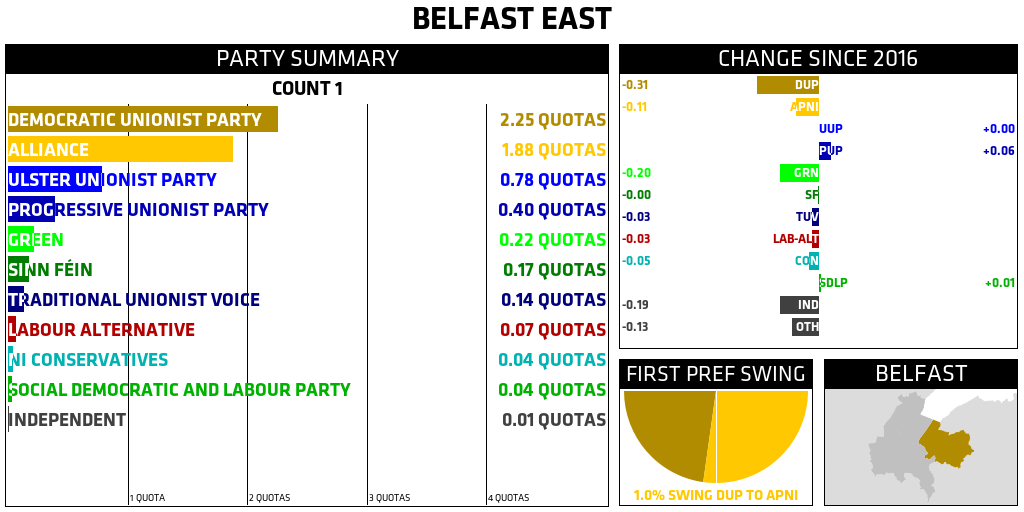 BELFAST EAST
PARTY SUMMARY
COUNT 1
DEMOCRATIC UNIONIST PARTY 2.25 QUOTAS
ALLIANCE 1.88 QUOTAS
ULSTER UNIONIST PARTY 0.78 QUOTAS
PROGRESSIVE UNIONIST PARTY 0.40 QUOTAS
GREEN 0.22 QUOTAS
SINN FÉIN 0.17 QUOTAS
TRADITIONAL UNIONIST VOICE 0.14 QUOTAS
LABOUR ALTERNATIVE 0.07 QUOTAS
NI CONSERVATIVES 0.04 QUOTAS
SOCIAL DEMOCRATIC AND LABOUR PARTY 0.04 QUOTAS
INDEPENDENT 0.01 QUOTAS
1 QUOTA 2 QUOTAS 3 QUOTAS 4 QUOTAS
CHANGE SINCE 2016
-0.31 DUP
-0.11 APNI
UUP +0.00
PUP +0.06
-0.20 GRN
-0.00 SF
-0.03 TUV
-0.03 LAB-ALT
-0.05 CON
SDLP +0.01
-0.19 IND
-0.13 OTH
FIRST PREF SWING
1.0% SWING DUP TO APNI
BELFAST